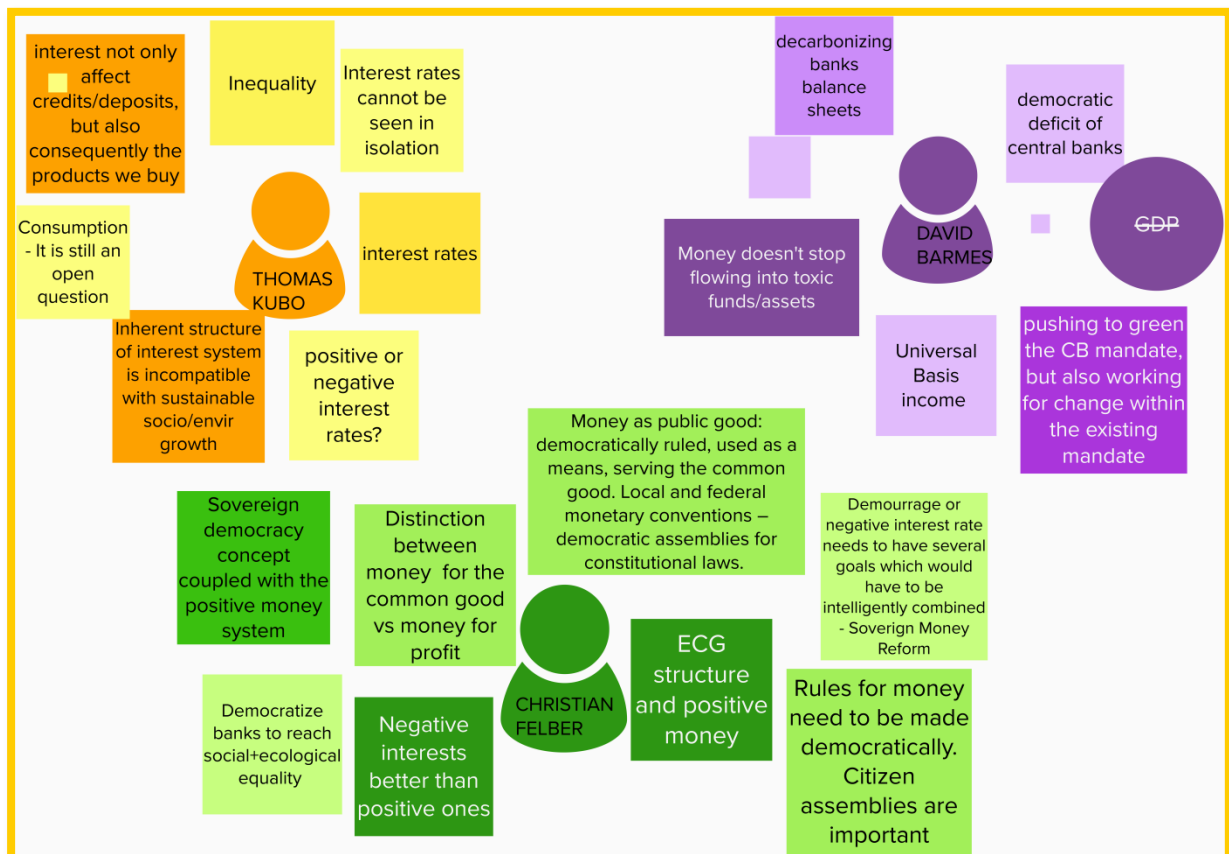 interest not only
affect
credits/deposits,
but also
consequently the
products we buy
Inequality
Interest rates
cannot be
seen in
isolation
Consumption
- It is still an
open
question
THOMAS
KUBO
interest rates
Inherent structure
of interest system
is incompatible
with sustainable
socio/envir
growth
positive or
negative
interest
rates?
decarbonizing
banks
balance
sheets
democratic
deficit of
central banks
DAVID
BARMES
GDP
Money doesn't stop
flowing into toxic
funds/assets
Universal
Basis
income
pushing to green
the CB mandate,
but also working
for change within
the existing
mandate
Money as public good:
democratically ruled, used as a
means, serving the common
good. Local and federal
monetary conventions –
democratic assemblies for
constitutional laws.
Sovereign
democracy
concept
coupled with the
positive money
system
Distinction
between
money for the
common good
vs money for
profit
Demourrage or
negative interest rate
needs to have several
goals which would
have to be
intelligently combined
- Soverign Money
Reform
CHRISTIAN
FELBER
ECG
structure
and positive
money
Democratize
banks to reach
social+ecological
equality
Negative
interests
better than
positive ones
Rules for money
need to be made
democratically.
Citizen
assemblies are
important